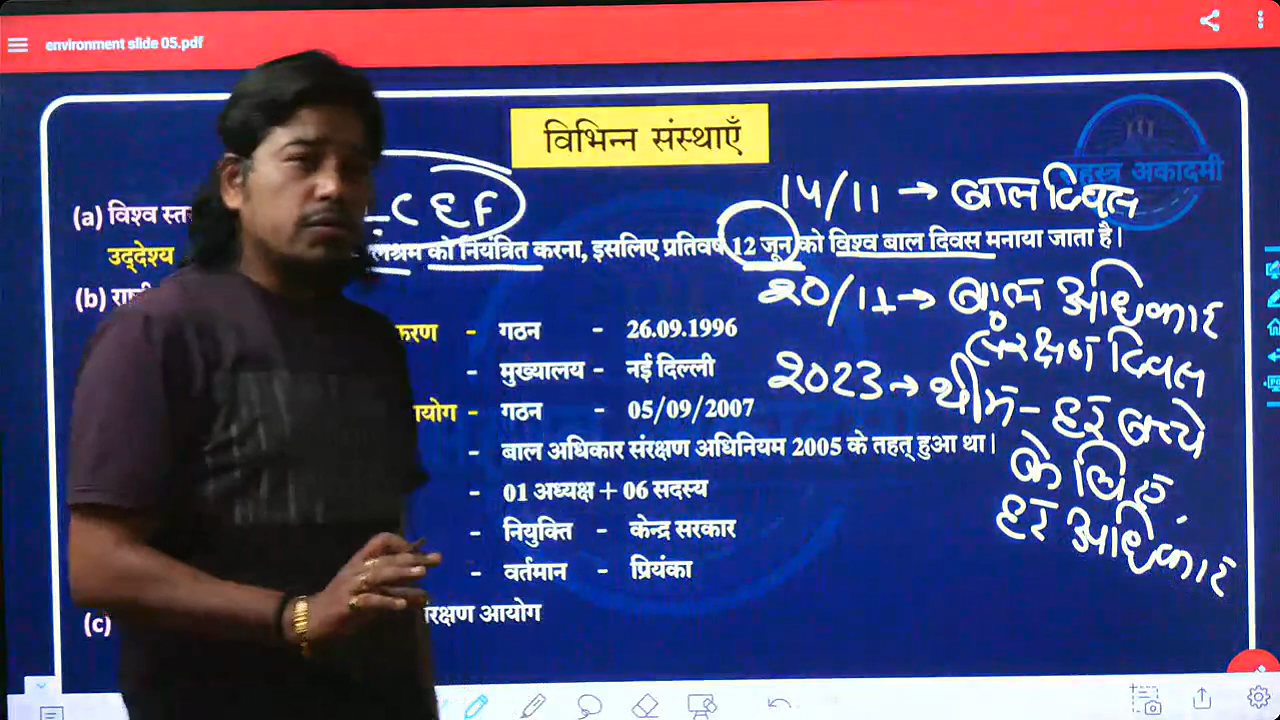 environment slide 05.pdf
विभिन्न संस्थाएँ
हस्त्र अकादमी
14/11 → बाल दिवस
(a) विश्व स्त
CEF
उद्देश्य
लश्रम को नियंत्रित करना, इसलिए प्रतिवर्ष 12 जून को विश्व बाल दिवस मनाया जाता है।
20/11 → बाल अधिकार
संरक्षण दिवस
(b)
करण - गठन - 26.09.1996
- मुख्यालय - नई दिल्ली
2023 → थीम - हर बच्चे
के लिए
हर अधिकार
योग - गठन - 05/09/2007
- बाल अधिकार संरक्षण अधिनियम 2005 के तहत् हुआ था।
- 01 अध्यक्ष + 06 सदस्य
- नियुक्ति - केन्द्र सरकार
- वर्तमान - प्रियंका
(c) रक्षण आयोग